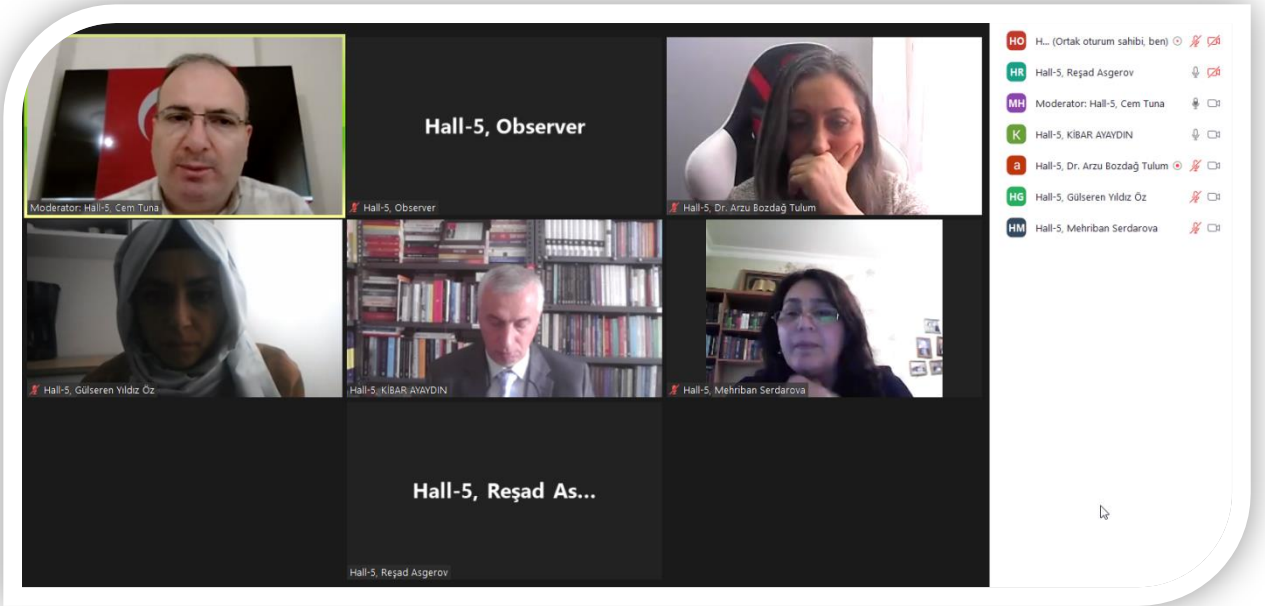 Moderator: Hall-5, Cem Tuna
Hall-5, Observer
Hall-5, Observer
Hall-5, Dr. Arzu Bozdağ Tulum
Hall-5, Gülseren Yıldız Öz
Hall-5, KİBAR AYAYDIN
Hall-5, Mehriban Serdarova
Hall-5, Reşad As...
Hall-5, Reşad Asgerov
HO H... (Ortak oturum sahibi, ben)
HR Hall-5, Reşad Asgerov
MH Moderator: Hall-5, Cem Tuna
K Hall-5, KİBAR AYAYDIN
a Hall-5, Dr. Arzu Bozdağ Tulum
HG Hall-5, Gülseren Yıldız Öz
HM Hall-5, Mehriban Serdarova